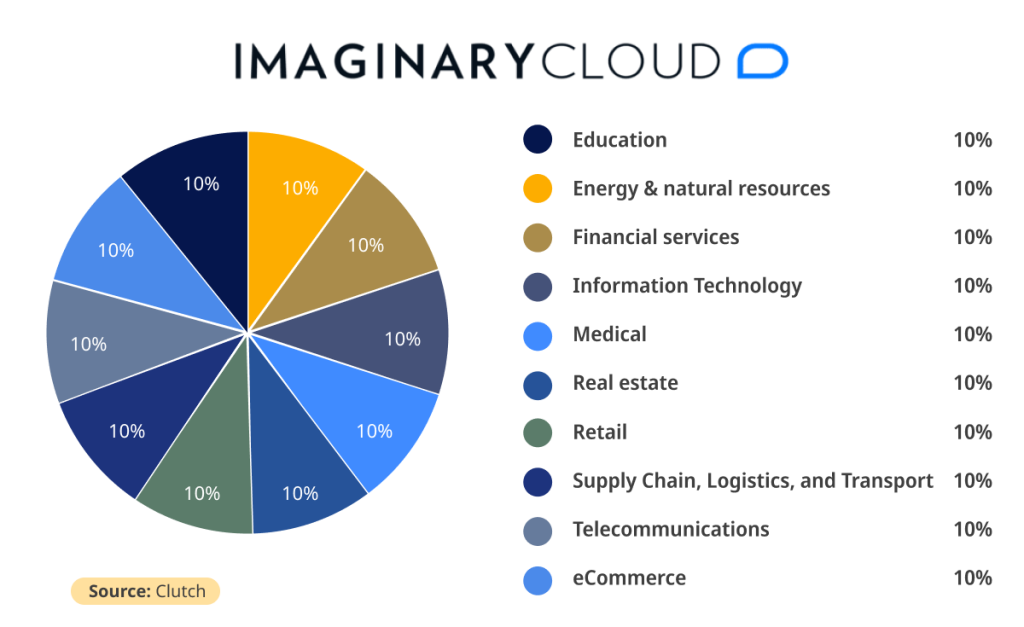 IMAGINARYCLOUD
10%
10%
10%
10%
10%
10%
10%
10%
10%
10%
Education 10%
Energy & natural resources 10%
Financial services 10%
Information Technology 10%
Medical 10%
Real estate 10%
Retail 10%
Supply Chain, Logistics, and Transport 10%
Telecommunications 10%
eCommerce 10%
Source: Clutch